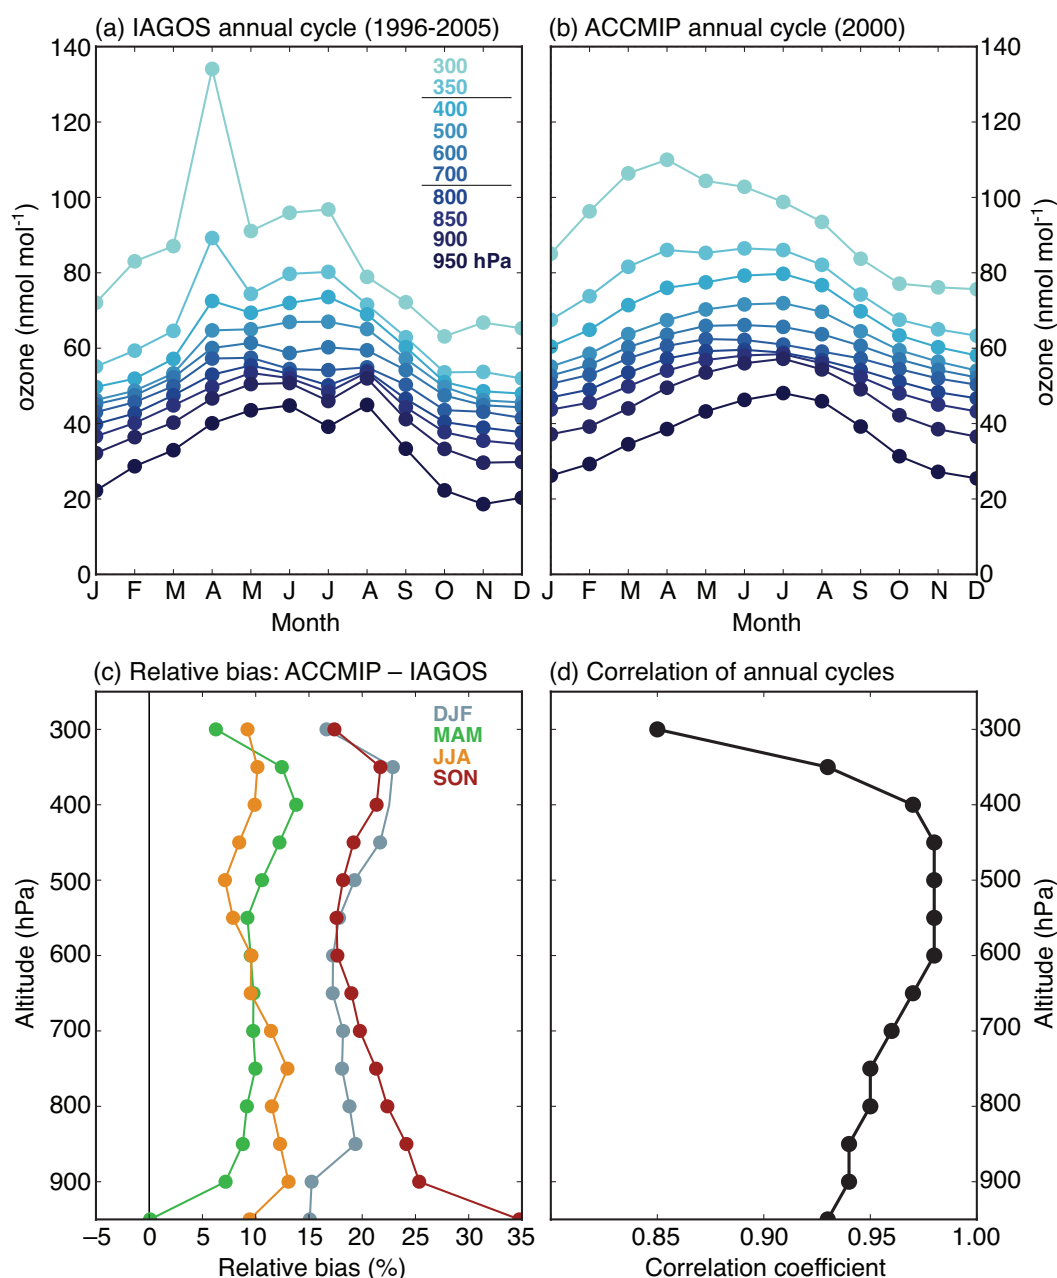 (a) IAGOS annual cycle (1996-2005)
(b) ACCMIP annual cycle (2000)
140
120
100
80
60
40
20
0
ozone (nmol mol-1)
300
350
400
500
600
700
800
850
900
950 hPa
J F M A M J J A S O N D
Month
J F M A M J J A S O N D
Month
140
120
100
80
60
40
20
0
ozone (nmol mol-1)
(c) Relative bias: ACCMIP – IAGOS
(d) Correlation of annual cycles
300
400
500
600
700
800
900
Altitude (hPa)
DJF
MAM
JJA
SON
–5 0 5 10 15 20 25 30 35
Relative bias (%)
0.85 0.90 0.95 1.00
Correlation coefficient
300
400
500
600
700
800
900
Altitude (hPa)